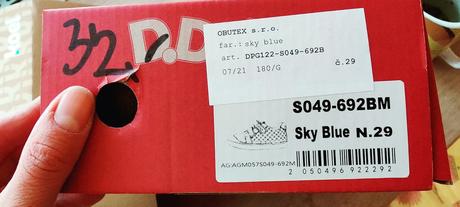 32,-
D.D
OBUTEX s.r.o.
far.: sky blue
art. DPG122-S049-692B
07/21 180/G č.29
S049-692BM
Sky Blue N.29
AG:AGM057S049-692M
2 050496 922292